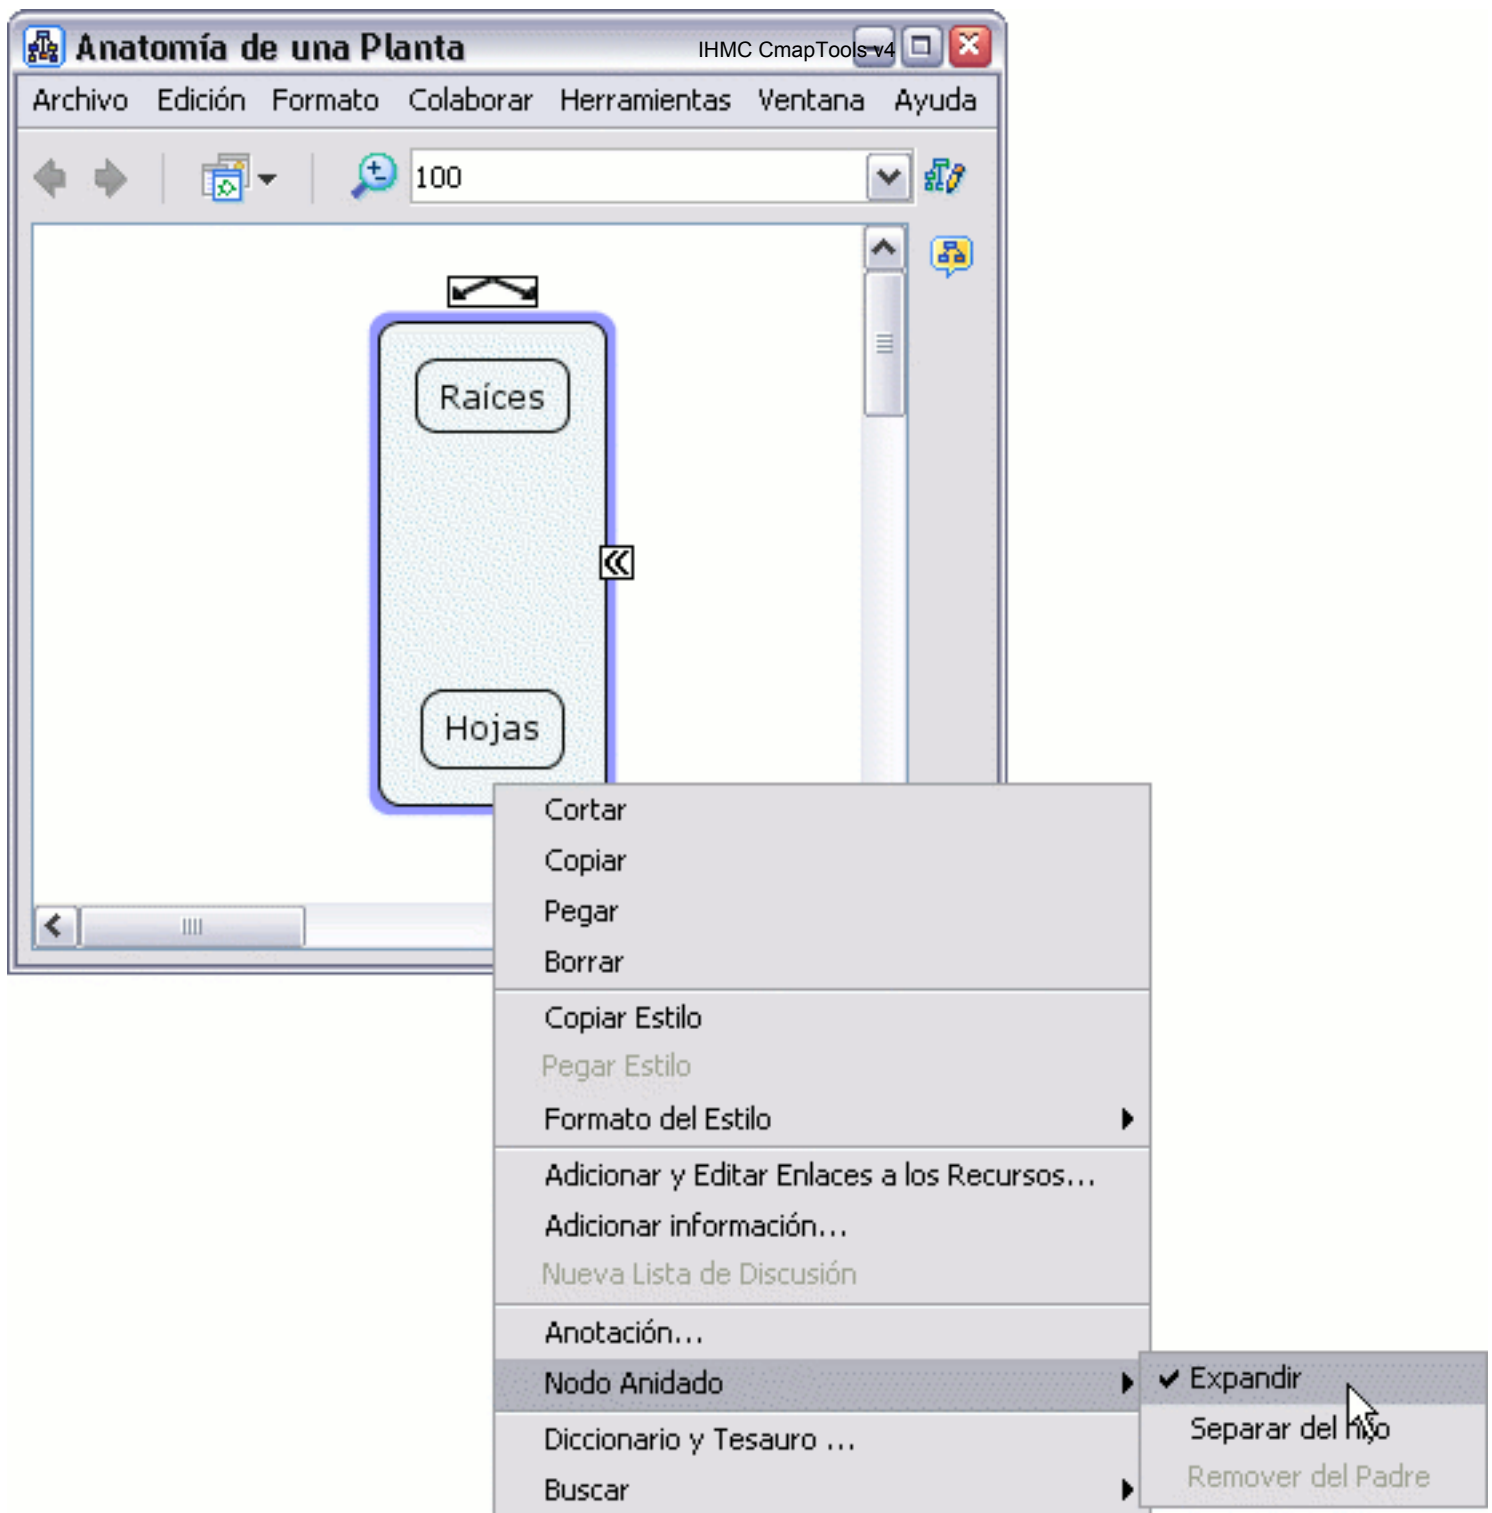 Anatomía de una Planta IHMC CmapTools v4
Archivo Edición Formato Colaborar Herramientas Ventana Ayuda
100
Raíces
Hojas
Cortar
Copiar
Pegar
Borrar
Copiar Estilo
Pegar Estilo
Formato del Estilo
Adicionar y Editar Enlaces a los Recursos...
Adicionar información...
Nueva Lista de Discusión
Anotación...
Nodo Anidado
Expandir
Separar del hijo
Remover del Padre
Diccionario y Tesauro ...
Buscar